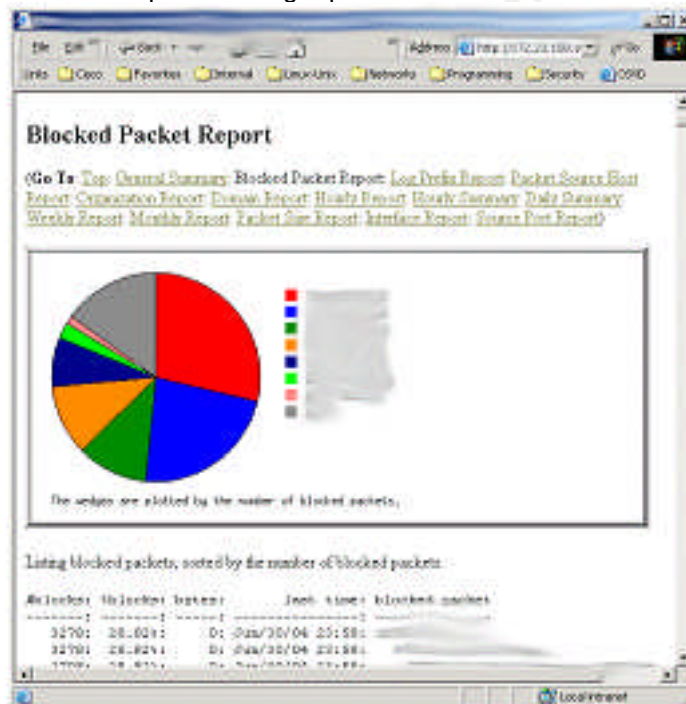 Edit
Back
Address http://172.
Go
Links Cisco Favorites Internal Linux-Unix Networks Programming Security
Blocked Packet Report
(Go To Top: General Summary: Blocked Packet Report: Log Prefix Report: Packet Source Host
Report: Organization Report: Domain Report: Hourly Report: Hourly Summary: Daily Summary:
Weekly Report: Monthly Report: Packet Size Report: Interface Report: Source Port Report)
The wedges are plotted by the number of blocked packets.
Listing blocked packets, sorted by the number of blocked packets
#blocks: %blocks: bytes: last time: blocked packet
3278: 28.82%: 0: Jun/30/04 23:58:
3278: 28.82%: 0: Jun/30/04 23:58:
Local intranet